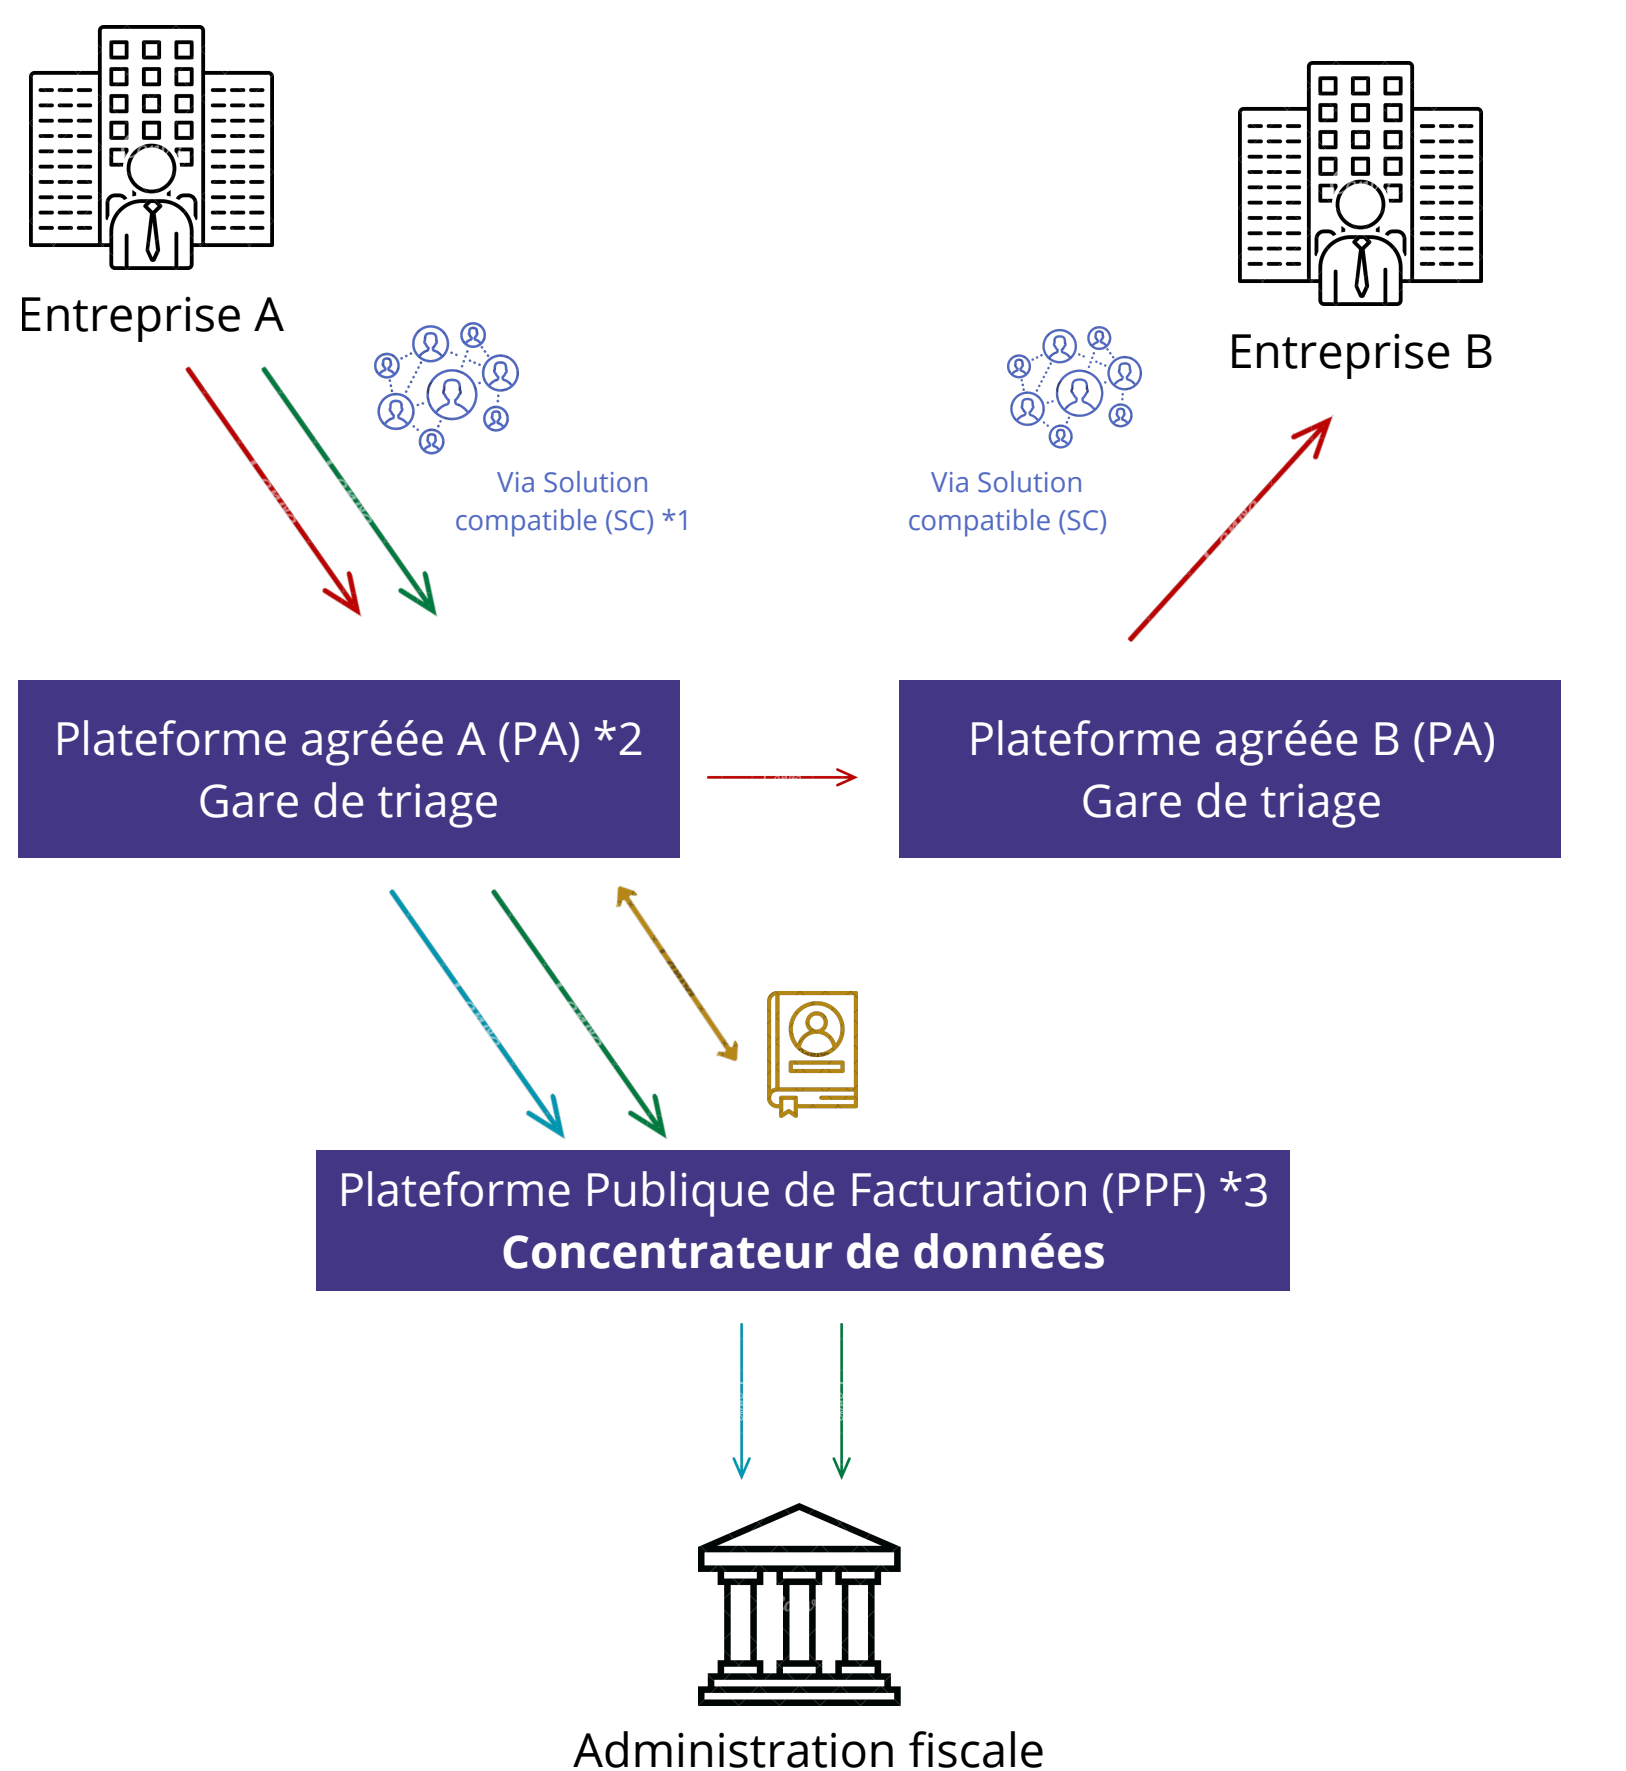 Entreprise A
Entreprise B
Via Solution
compatible (SC) *1
Via Solution
compatible (SC)
Plateforme agréée A (PA) *2
Gare de triage
Plateforme agréée B (PA)
Gare de triage
Plateforme Publique de Facturation (PPF) *3
Concentrateur de données
Administration fiscale